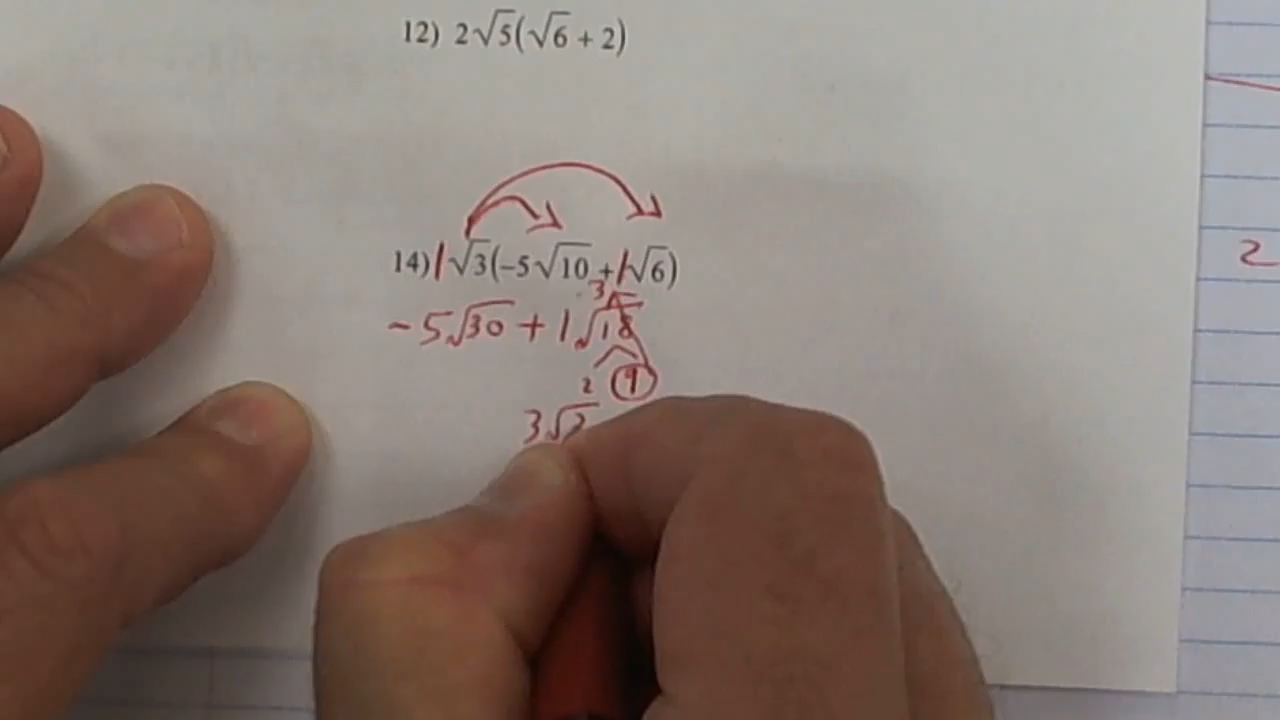 12) 2√5(√6 + 2)
14) 1√3(−5√10 + 1√6)
3
-5√30 + 1√18
2 9
3√2
2